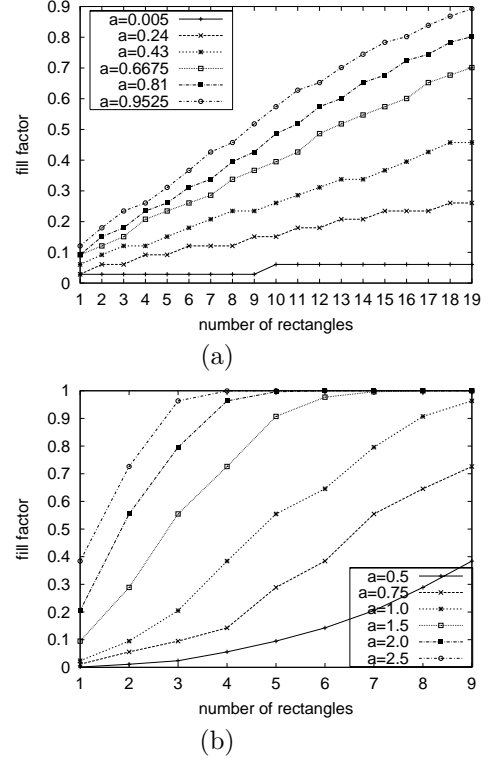 0.9
0.8
0.7
0.6
0.5
0.4
0.3
0.2
0.1
0
fill factor
a=0.005
a=0.24
a=0.43
a=0.6675
a=0.81
a=0.9525
1 2 3 4 5 6 7 8 9 10 11 12 13 14 15 16 17 18 19
number of rectangles
(a)
1
0.9
0.8
0.7
0.6
0.5
0.4
0.3
0.2
0.1
0
fill factor
a=0.5
a=0.75
a=1.0
a=1.5
a=2.0
a=2.5
1 2 3 4 5 6 7 8 9
number of rectangles
(b)